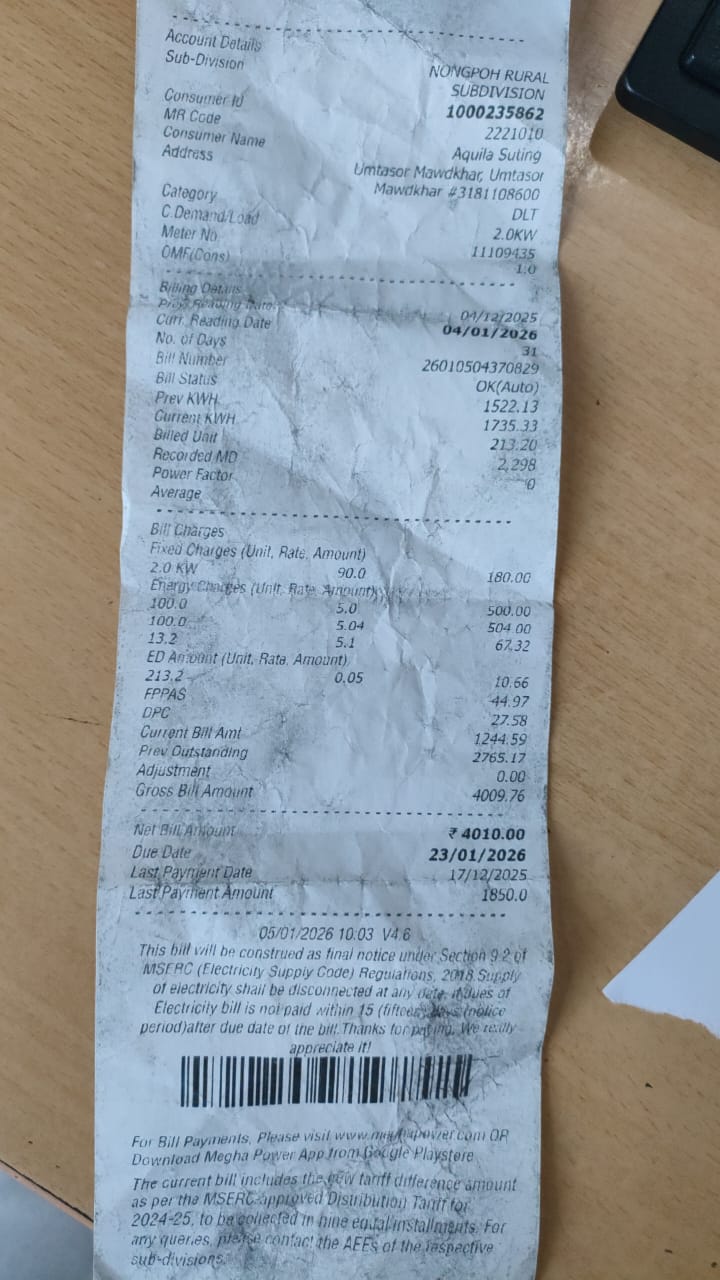 Account Details
Sub-Division
NONGPOH RURAL
SUBDIVISION
Consumer Id 1000235862
MR Code 2221010
Consumer Name Aquila Suting
Address Umtasor Mawdkhar, Umtasor
Mawdkhar #3181108600
Category DLT
C.Demand/Load 2.0KW
Meter No 11109435
OMF(Cons) 1.0
Billing Details
Prev. Reading Date 04/12/2025
Curr. Reading Date 04/01/2026
No. of Days 31
Bill Number 26010504370829
Bill Status OK(Auto)
Prev KWH 1522.13
Current KWH 1735.33
Billed Unit 213.20
Recorded MD 2.298
Power Factor 0
Average
Bill Charges
Fixed Charges (Unit, Rate, Amount)
2.0 KW 90.0 180.00
Energy Charges (Unit, Rate, Amount)
100.0 5.0 500.00
100.0 5.04 504.00
13.2 5.1 67.32
ED Amount (Unit, Rate, Amount)
213.2 0.05 10.66
FPPAS -44.97
DPC 27.58
Current Bill Amt 1244.59
Prev Outstanding 2765.17
Adjustment 0.00
Gross Bill Amount 4009.76
Net Bill Amount ₹ 4010.00
Due Date 23/01/2026
Last Payment Date 17/12/2025
Last Payment Amount 1850.0
05/01/2026 10:03 V4.6
This bill will be construed as final notice under Section 9.2 of
MSERC (Electricity Supply Code) Regulations, 2018.Supply
of electricity shall be disconnected at any date, if dues of
Electricity bill is not paid within 15 (fifteen) days (notice
period)after due date of the bill.Thanks for paying. We really
appreciate it!
For Bill Payments, Please visit www.meghapower.com OR
Download Megha Power App from Google Playstore
The current bill includes the new tariff difference amount
as per the MSERC approved Distribution Tariff for
2024-25, to be collected in nine equal installments. For
any queries, please contact the AEEs of the respective
sub-divisions.